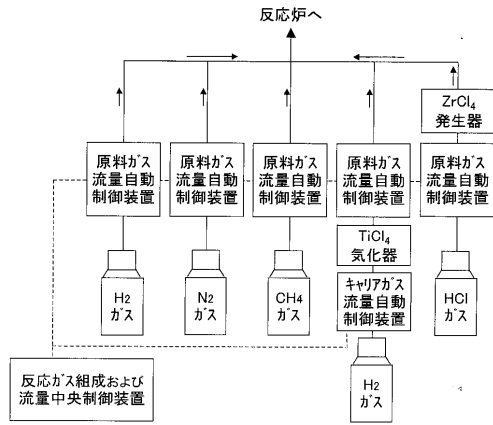 反応炉へ
ZrCl4
発生器
原料ガス
流量自動
制御装置
原料ガス
流量自動
制御装置
原料ガス
流量自動
制御装置
原料ガス
流量自動
制御装置
原料ガス
流量自動
制御装置
TiCl4
気化器
キャリアガス
流量自動
制御装置
H2
ガス
N2
ガス
CH4
ガス
HCl
ガス
H2
ガス
反応ガス組成および
流量中央制御装置